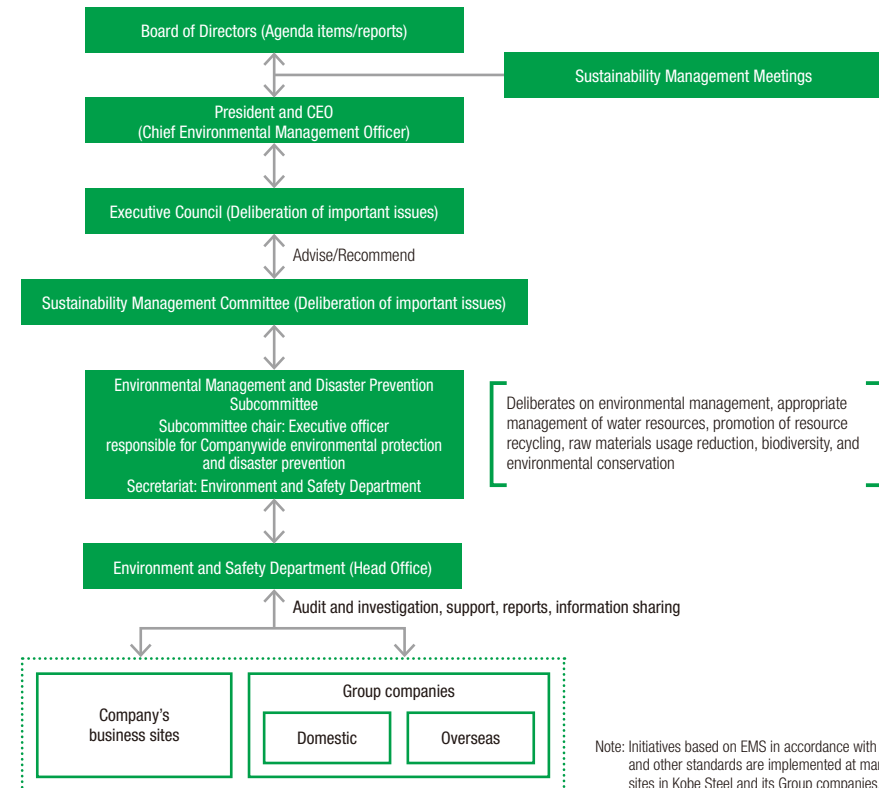 Board of Directors (Agenda items/reports)
Sustainability Management Meetings
President and CEO
(Chief Environmental Management Officer)
Executive Council (Deliberation of important issues)
Advise/Recommend
Sustainability Management Committee (Deliberation of important issues)
Environmental Management and Disaster Prevention
Subcommittee
Subcommittee chair: Executive officer
responsible for Companywide environmental protection
and disaster prevention
Secretariat: Environment and Safety Department
Deliberates on environmental management, appropriate
management of water resources, promotion of resource
recycling, raw materials usage reduction, biodiversity, and
environmental conservation
Environment and Safety Department (Head Office)
Audit and investigation, support, reports, information sharing
Company's
business sites
Group companies
Domestic
Overseas
Note: Initiatives based on EMS in accordance with
and other standards are implemented at
sites in Kobe Steel and its Group companies